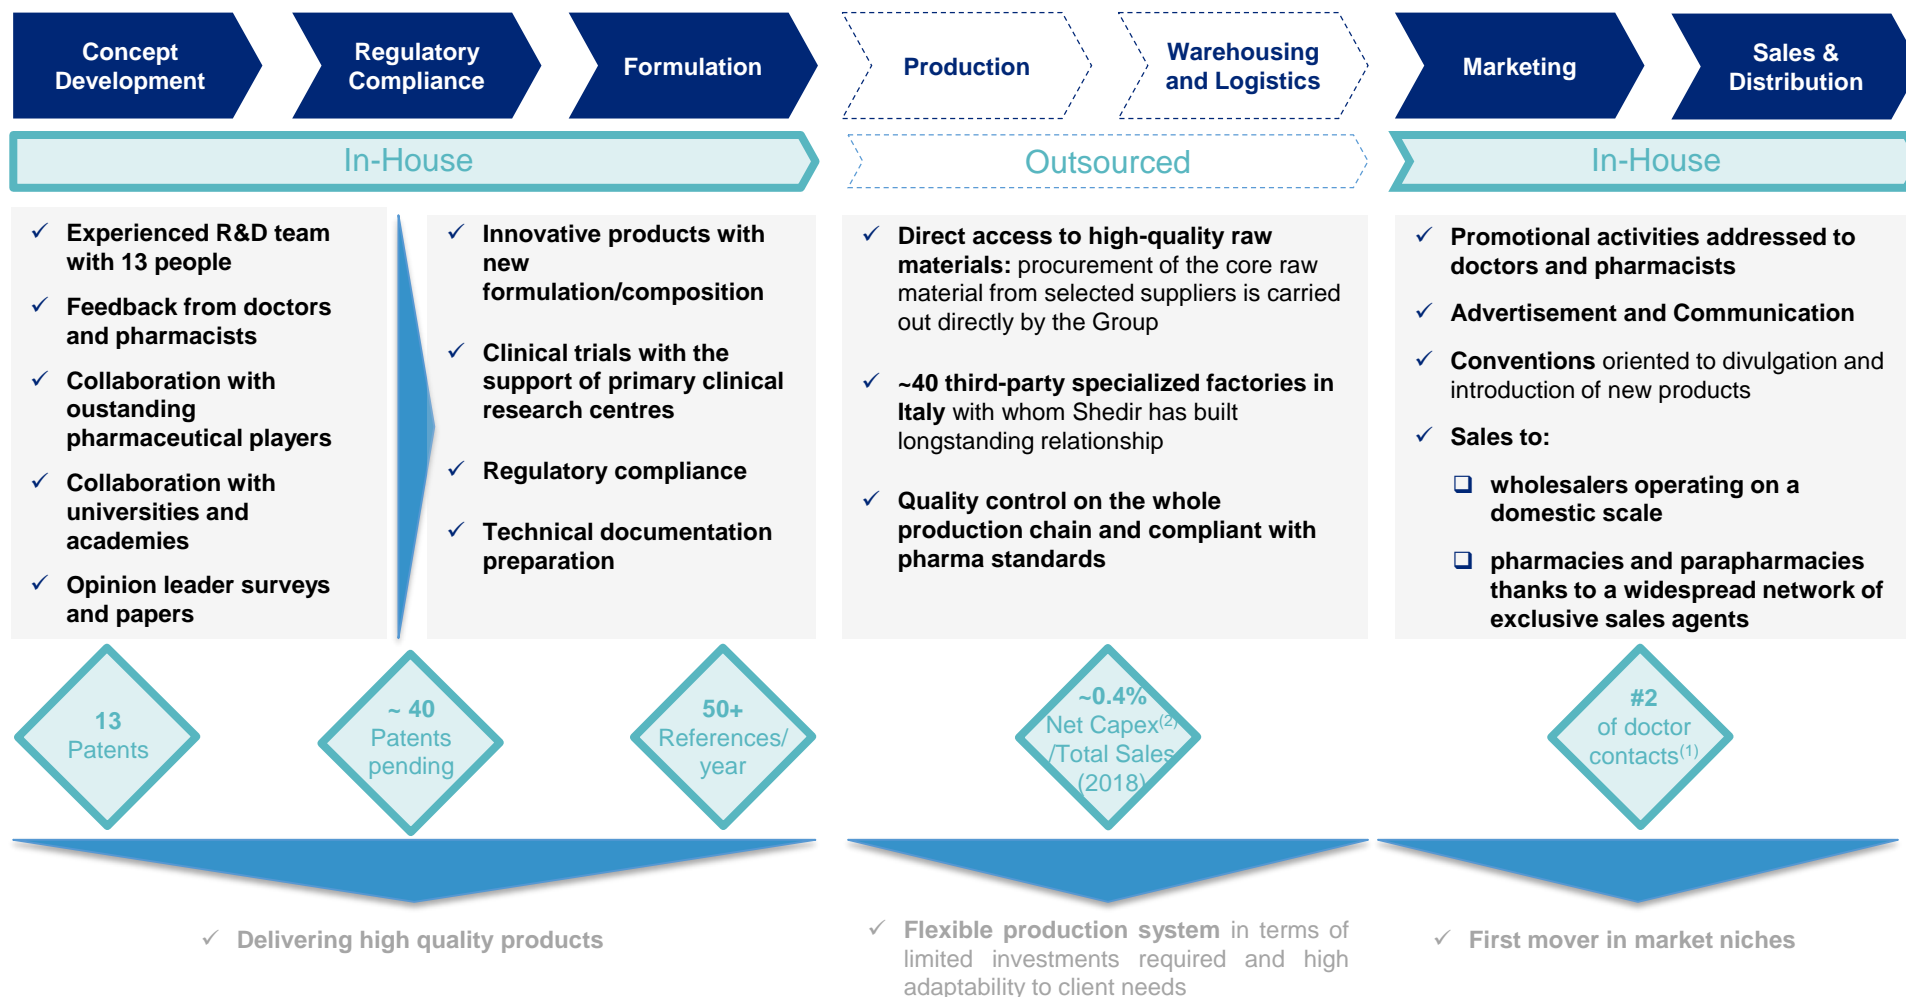 Concept
Development
Regulatory
Compliance
Formulation
Production
Warehousing
and Logistics
Marketing
Sales &
Distribution
In-House
Outsourced
In-House
✓ Experienced R&D team
with 13 people
✓ Feedback from doctors
and pharmacists
✓ Collaboration with
oustanding
pharmaceutical players
✓ Collaboration with
universities and
academies
✓ Opinion leader surveys
and papers
✓ Innovative products with
new
formulation/composition
✓ Clinical trials with the
support of primary clinical
research centres
✓ Regulatory compliance
✓ Technical documentation
preparation
✓ Direct access to high-quality raw
materials: procurement of the core raw
material from selected suppliers is carried
out directly by the Group
✓ ~40 third-party specialized factories in
Italy with whom Shedir has built
longstanding relationship
✓ Quality control on the whole
production chain and compliant with
pharma standards
✓ Promotional activities addressed to
doctors and pharmacists
✓ Advertisement and Communication
✓ Conventions oriented to divulgation and
introduction of new products
✓ Sales to:
❑ wholesalers operating on a
domestic scale
❑ pharmacies and parapharmacies
thanks to a widespread network of
exclusive sales agents
13
Patents
~ 40
Patents
pending
50+
References/
year
~0.4%
Net Capex(2)
/Total Sales
(2018)
#2
of doctor
contacts(1)
✓ Delivering high quality products
✓ Flexible production system in terms of
limited investments required and high
adaptability to client needs
✓ First mover in market niches